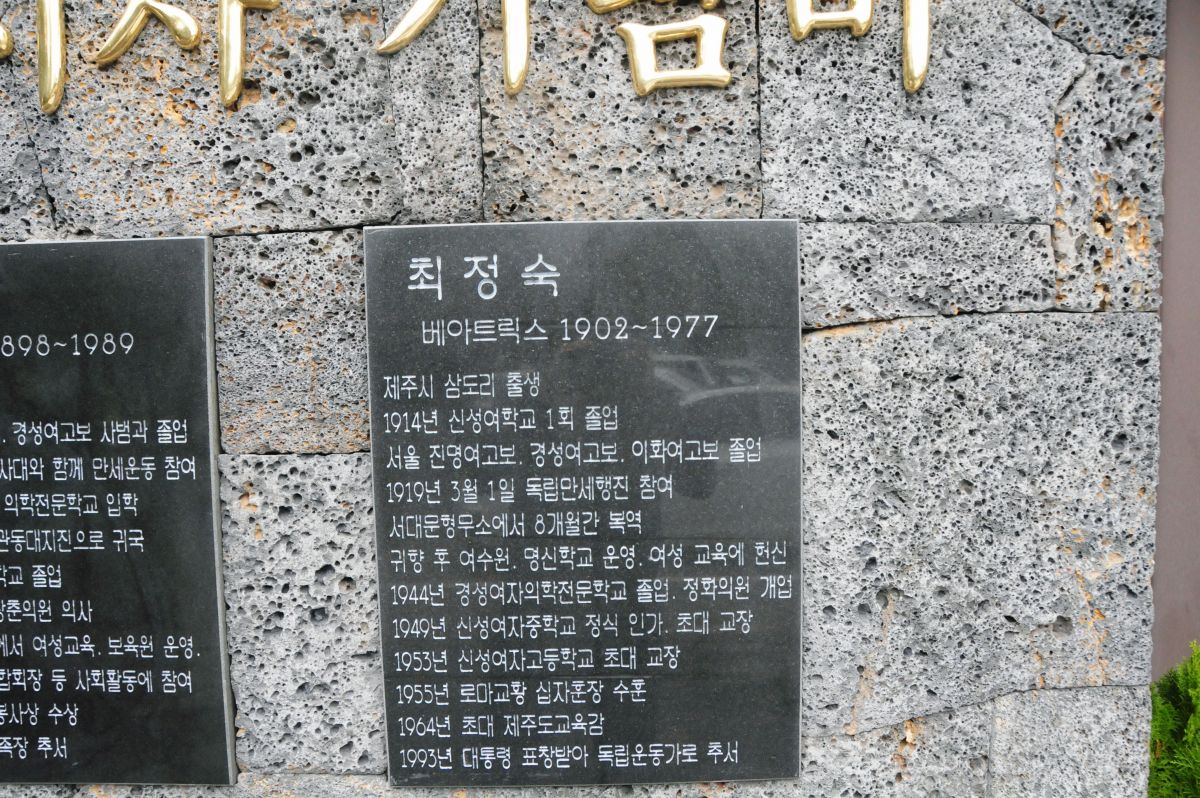 898~1989
. 경성여고보 사범과 졸업
사대와 함께 만세운동 참여
의학전문학교 입학
관동대지진으로 귀국
학교 졸업
장춘의원 의사
에서 여성교육. 보육원 운영.
합회장 등 사회활동에 참여
봉사상 수상
족장 추서
최정숙
베아트릭스 1902~1977
제주시 삼도리 출생
1914년 신성여학교 1회 졸업
서울 진명여고보. 경성여고보. 이화여고보 졸업
1919년 3월 1일 독립만세행진 참여
서대문형무소에서 8개월간 복역
귀향 후 여수원. 명신학교 운영. 여성 교육에 헌신
1944년 경성여자의학전문학교 졸업. 정화의원 개업
1949년 신성여자중학교 정식 인가. 초대 교장
1953년 신성여자고등학교 초대 교장
1955년 로마교황 십자훈장 수훈
1964년 초대 제주도교육감
1993년 대통령 표창받아 독립운동가로 추서